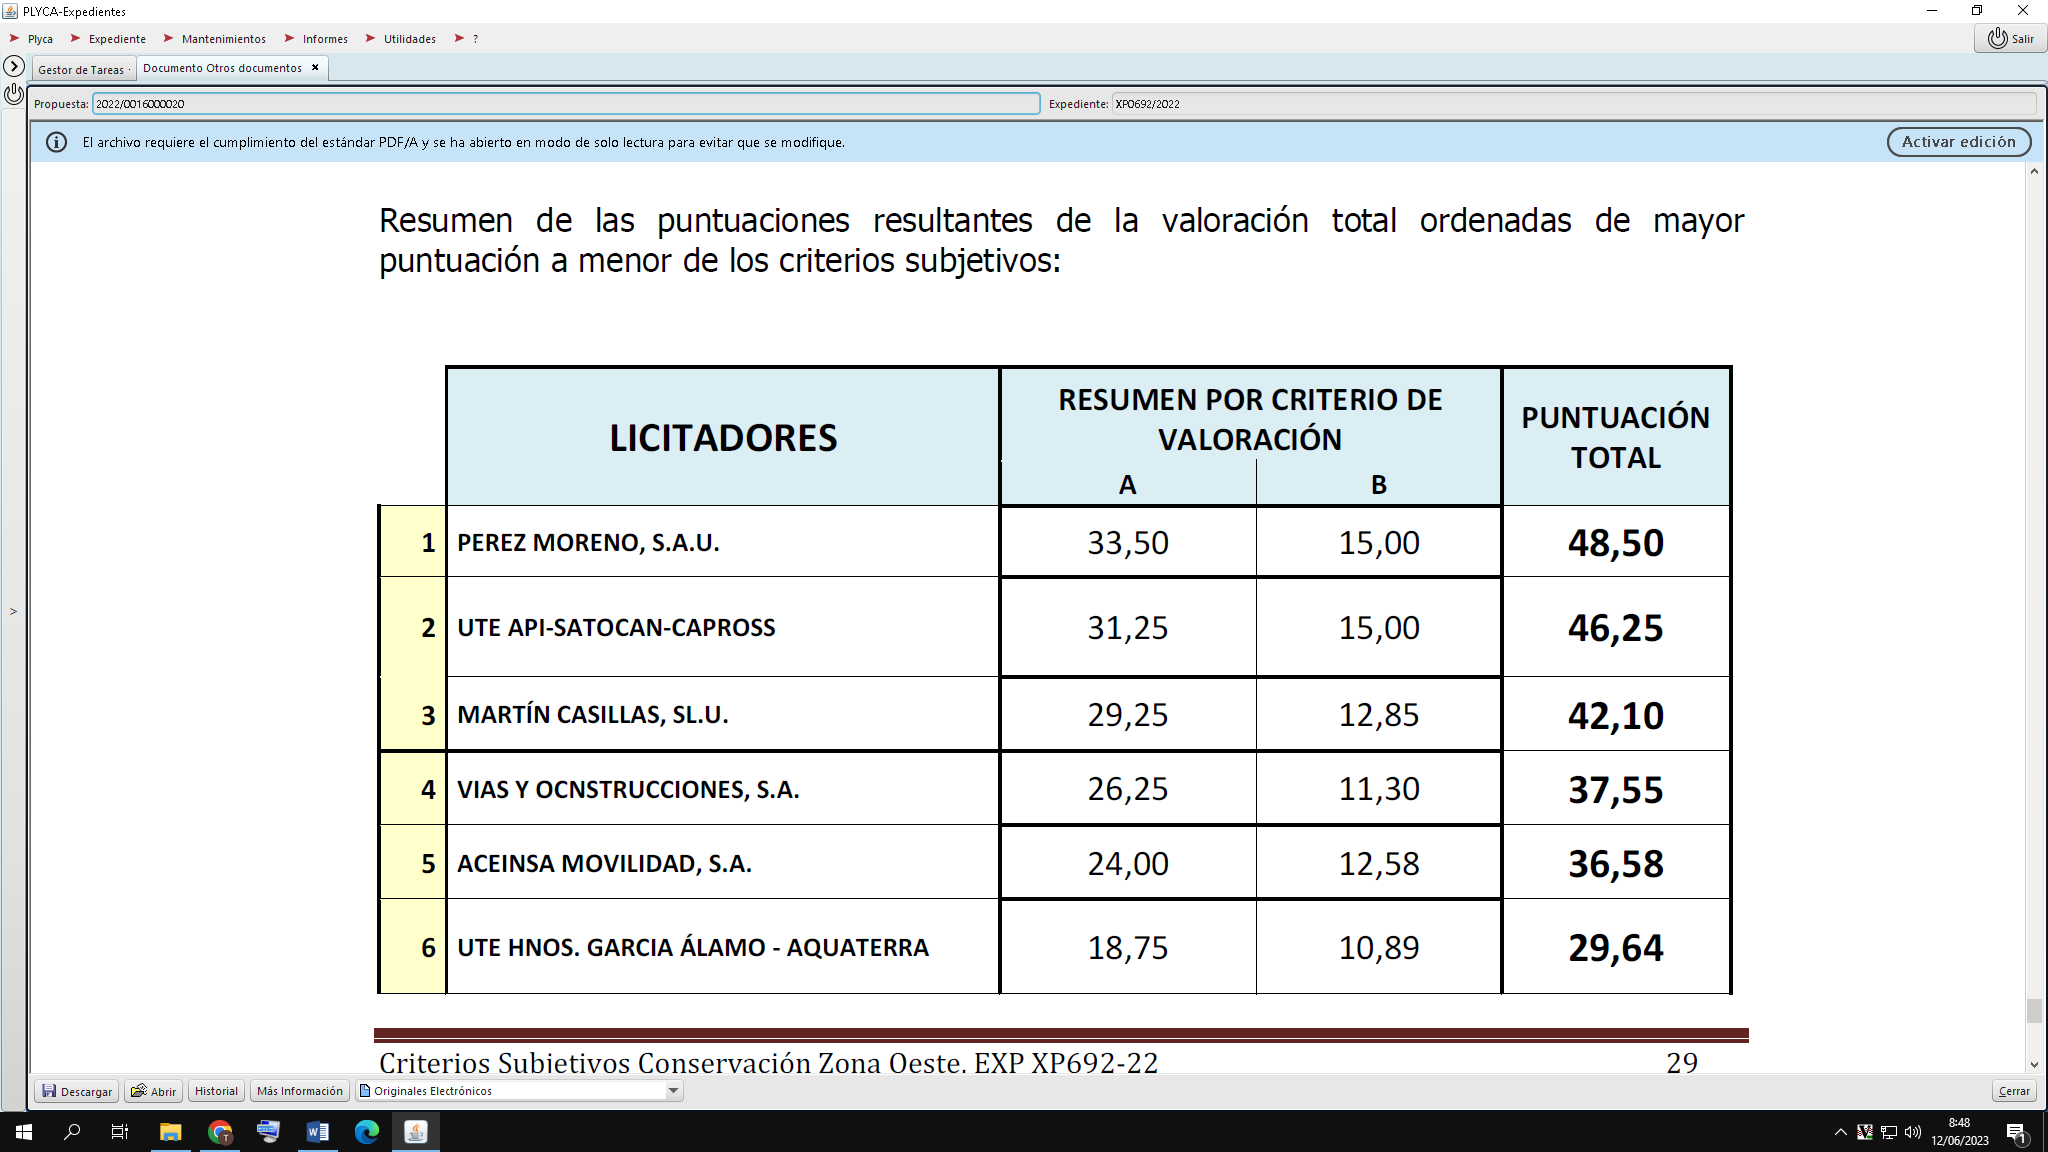 PLYCA-Expedientes
Plyca Expediente Mantenimientos Informes Utilidades ? Salir
Gestor de Tareas Documento Otros documentos
Propuesta: 2022/0016000020 Expediente: XP0692/2022
El archivo requiere el cumplimiento del estándar PDF/A y se ha abierto en modo de solo lectura para evitar que se modifique. Activar edición
Resumen de las puntuaciones resultantes de la valoración total ordenadas de mayor
puntuación a menor de los criterios subjetivos:
LICITADORES
RESUMEN POR CRITERIO DE
VALORACIÓN
A B
PUNTUACIÓN
TOTAL
1 PEREZ MORENO, S.A.U. 33,50 15,00 48,50
2 UTE API-SATOCAN-CAPROSS 31,25 15,00 46,25
3 MARTÍN CASILLAS, SL.U. 29,25 12,85 42,10
4 VIAS Y OCNSTRUCCIONES, S.A. 26,25 11,30 37,55
5 ACEINSA MOVILIDAD, S.A. 24,00 12,58 36,58
6 UTE HNOS. GARCIA ÁLAMO - AQUATERRA 18,75 10,89 29,64
Criterios Subjetivos Conservación Zona Oeste. EXP XP692-22 29
Descargar Abrir Historial Más Información Originales Electrónicos Cerrar
8:48
12/06/2023
1